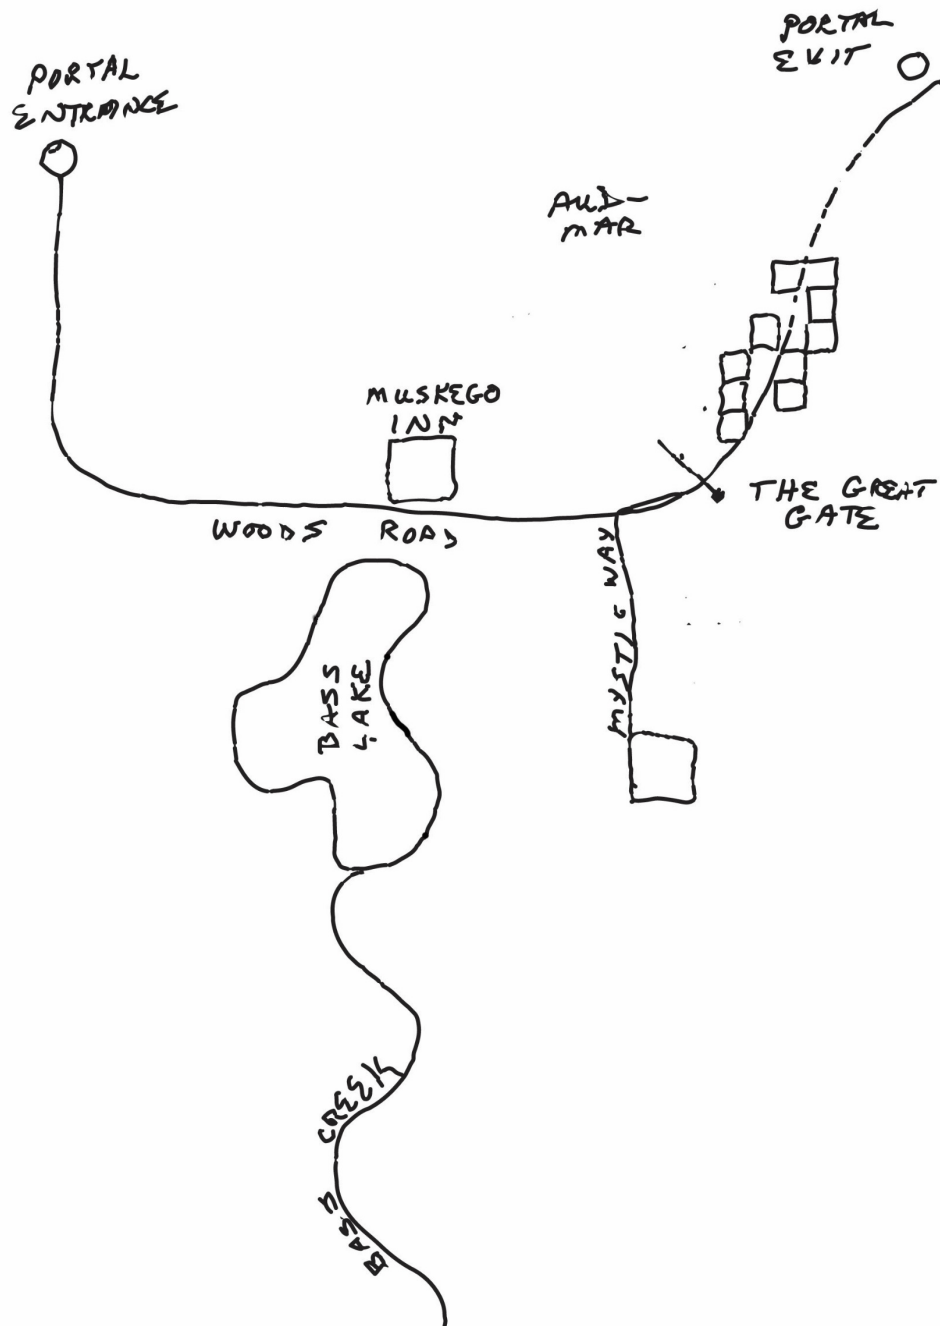 PORTAL
EXIT
PORTAL
ENTRANCE
AUD-
MAR
MUSKEGO
INN
THE GREAT
GATE
WOODS ROAD
MYSTIC WAY
BASS
LAKE
BASS CREEK